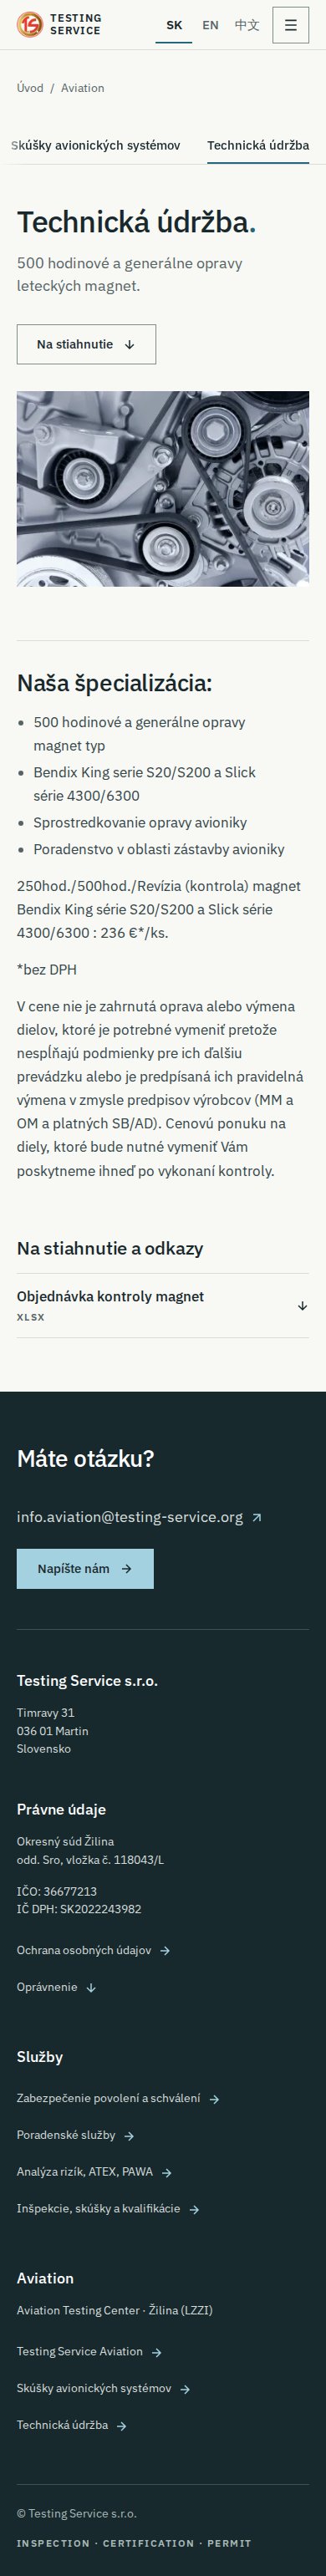 TESTING
SERVICE
SK EN 中文
Úvod / Aviation
Skúšky avionických systémov Technická údržba
Technická údržba.
500 hodinové a generálne opravy
leteckých magnet.
Na stiahnutie
Naša špecializácia:
500 hodinové a generálne opravy
magnet typ
Bendix King serie S20/S200 a Slick
série 4300/6300
Sprostredkovanie opravy avioniky
Poradenstvo v oblasti zástavby avioniky
250hod./500hod./Revízia (kontrola) magnet
Bendix King série S20/S200 a Slick série
4300/6300 : 236 €*/ks.
*bez DPH
V cene nie je zahrnutá oprava alebo výmena
dielov, ktoré je potrebné vymeniť pretože
nespĺňajú podmienky pre ich ďalšiu
prevádzku alebo je predpísaná ich pravidelná
výmena v zmysle predpisov výrobcov (MM a
OM a platných SB/AD). Cenovú ponuku na
diely, ktoré bude nutné vymeniť Vám
poskytneme ihneď po vykonaní kontroly.
Na stiahnutie a odkazy
Objednávka kontroly magnet
XLSX
Máte otázku?
info.aviation@testing-service.org
Napíšte nám
Testing Service s.r.o.
Timravy 31
036 01 Martin
Slovensko
Právne údaje
Okresný súd Žilina
odd. Sro, vložka č. 118043/L
IČO: 36677213
IČ DPH: SK2022243982
Ochrana osobných údajov
Oprávnenie
Služby
Zabezpečenie povolení a schválení
Poradenské služby
Analýza rizík, ATEX, PAWA
Inšpekcie, skúšky a kvalifikácie
Aviation
Aviation Testing Center · Žilina (LZZI)
Testing Service Aviation
Skúšky avionických systémov
Technická údržba
© Testing Service s.r.o.
INSPECTION · CERTIFICATION · PERMIT